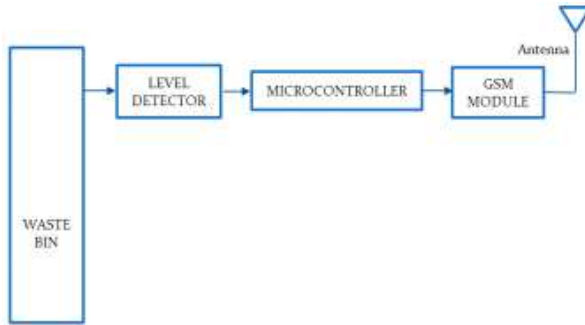 Antenna
LEVEL
DETECTOR
MICROCONTROLLER
GSM
MODULE
WASTE
BIN